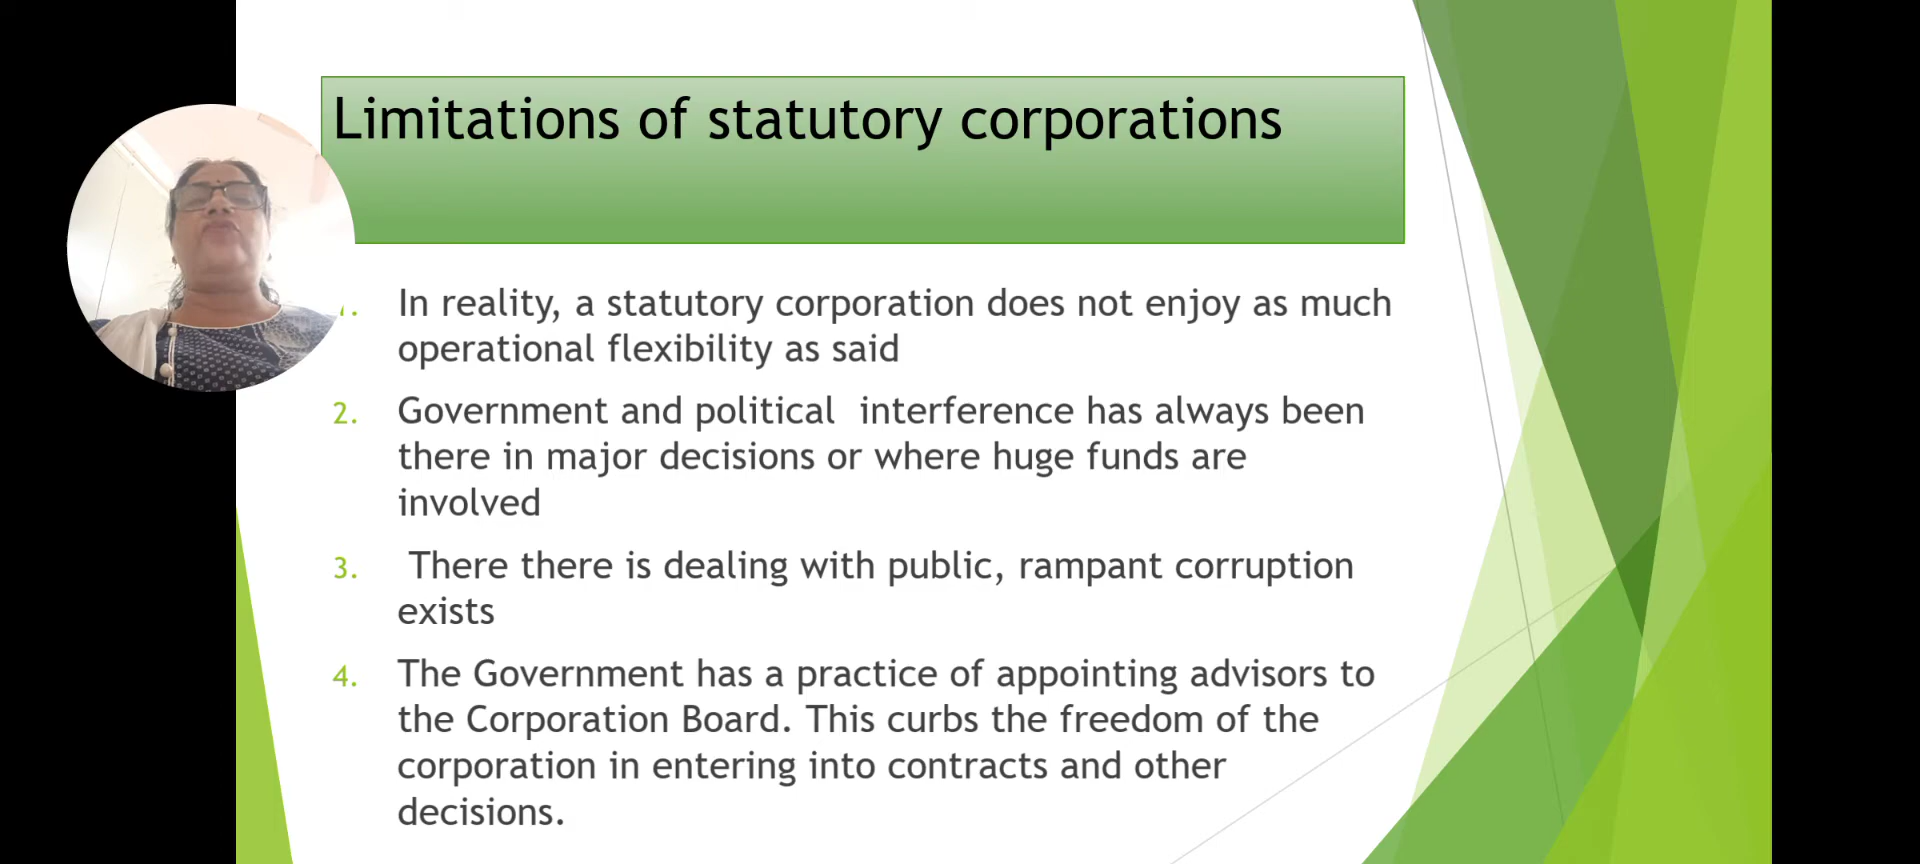 Limitations of statutory corporations
1. In reality, a statutory corporation does not enjoy as much
operational flexibility as said
2. Government and political  interference has always been
there in major decisions or where huge funds are
involved
3. There there is dealing with public, rampant corruption
exists
4. The Government has a practice of appointing advisors to
the Corporation Board. This curbs the freedom of the
corporation in entering into contracts and other
decisions.